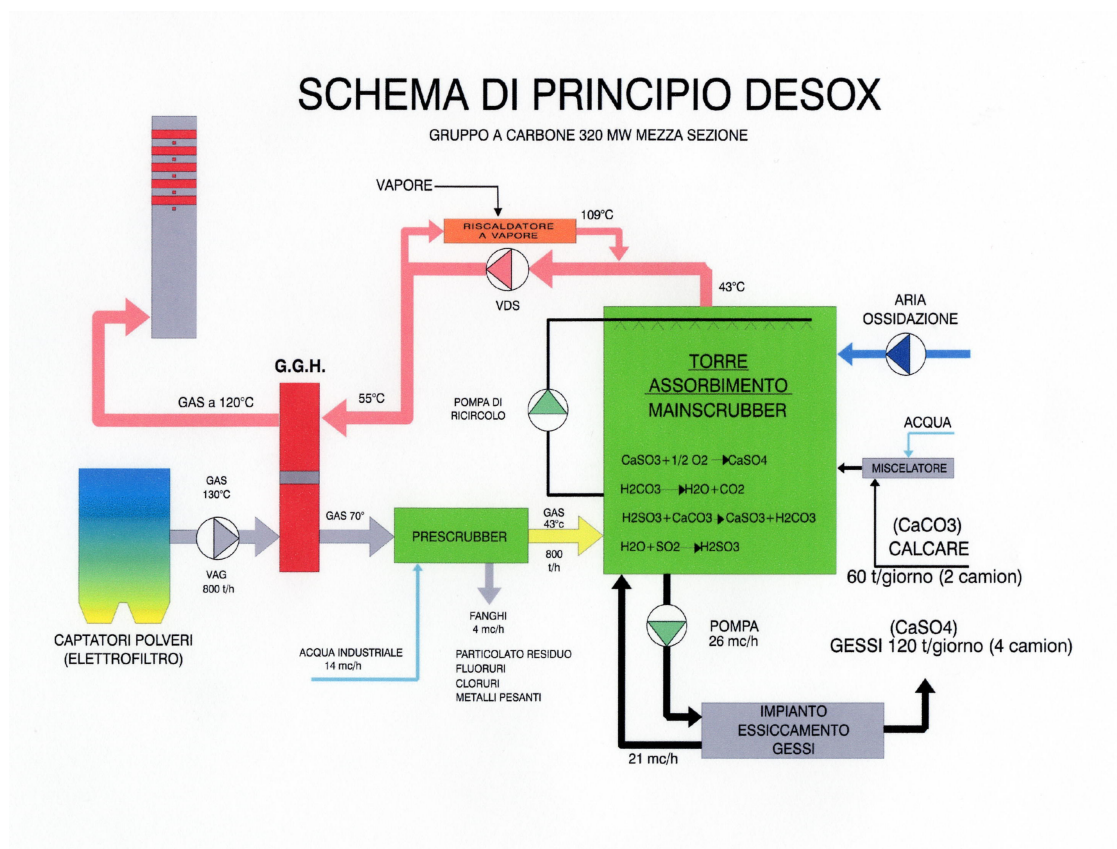 SCHEMA DI PRINCIPIO DESOX
GRUPPO A CARBONE 320 MW MEZZA SEZIONE
VAPORE
RISCALDATORE
A VAPORE
109°C
VDS
43°C
ARIA
OSSIDAZIONE
G.G.H.
GAS a 120°C
55°C
POMPA DI
RICIRCOLO
TORRE
ASSORBIMENTO
MAINSCRUBBER
CaSO3+1/2 O2 CaSO4
H2CO3 H2O+CO2
H2SO3+CaCO3 CaSO3+H2CO3
H2O+SO2 H2SO3
ACQUA
MISCELATORE
(CaCO3)
CALCARE
60 t/giorno (2 camion)
GAS
130°C
VAG
800 t/h
GAS 70°
PRESCRUBBER
GAS
43°c
800
t/h
CAPTATORI POLVERI
(ELETTROFILTRO)
ACQUA INDUSTRIALE
14 mc/h
FANGHI
4 mc/h
PARTICOLATO RESIDUO
FLUORURI
CLORURI
METALLI PESANTI
POMPA
26 mc/h
(CaSO4)
GESSI 120 t/giorno (4 camion)
IMPIANTO
ESSICCAMENTO
GESSI
21 mc/h